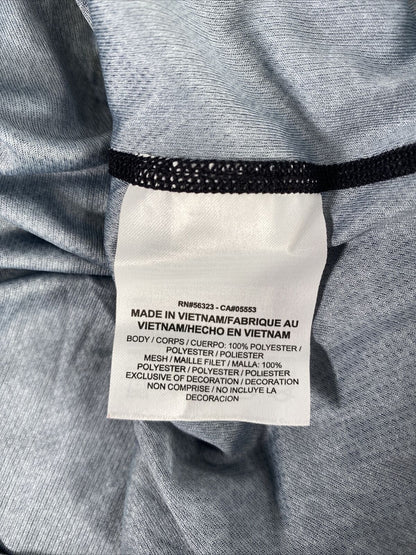 RN#56323 - CA#05553
MADE IN VIETNAM/FABRIQUE AU
VIETNAM/HECHO EN VIETNAM
BODY / CORPS / CUERPO: 100% POLYESTER /
POLYESTER / POLIESTER
MESH / MAILLE FILET / MALLA: 100%
POLYESTER / POLYESTER / POLIESTER
EXCLUSIVE OF DECORATION / DECORATION
NON COMPRISE / NO INCLUYE LA
DECORACION